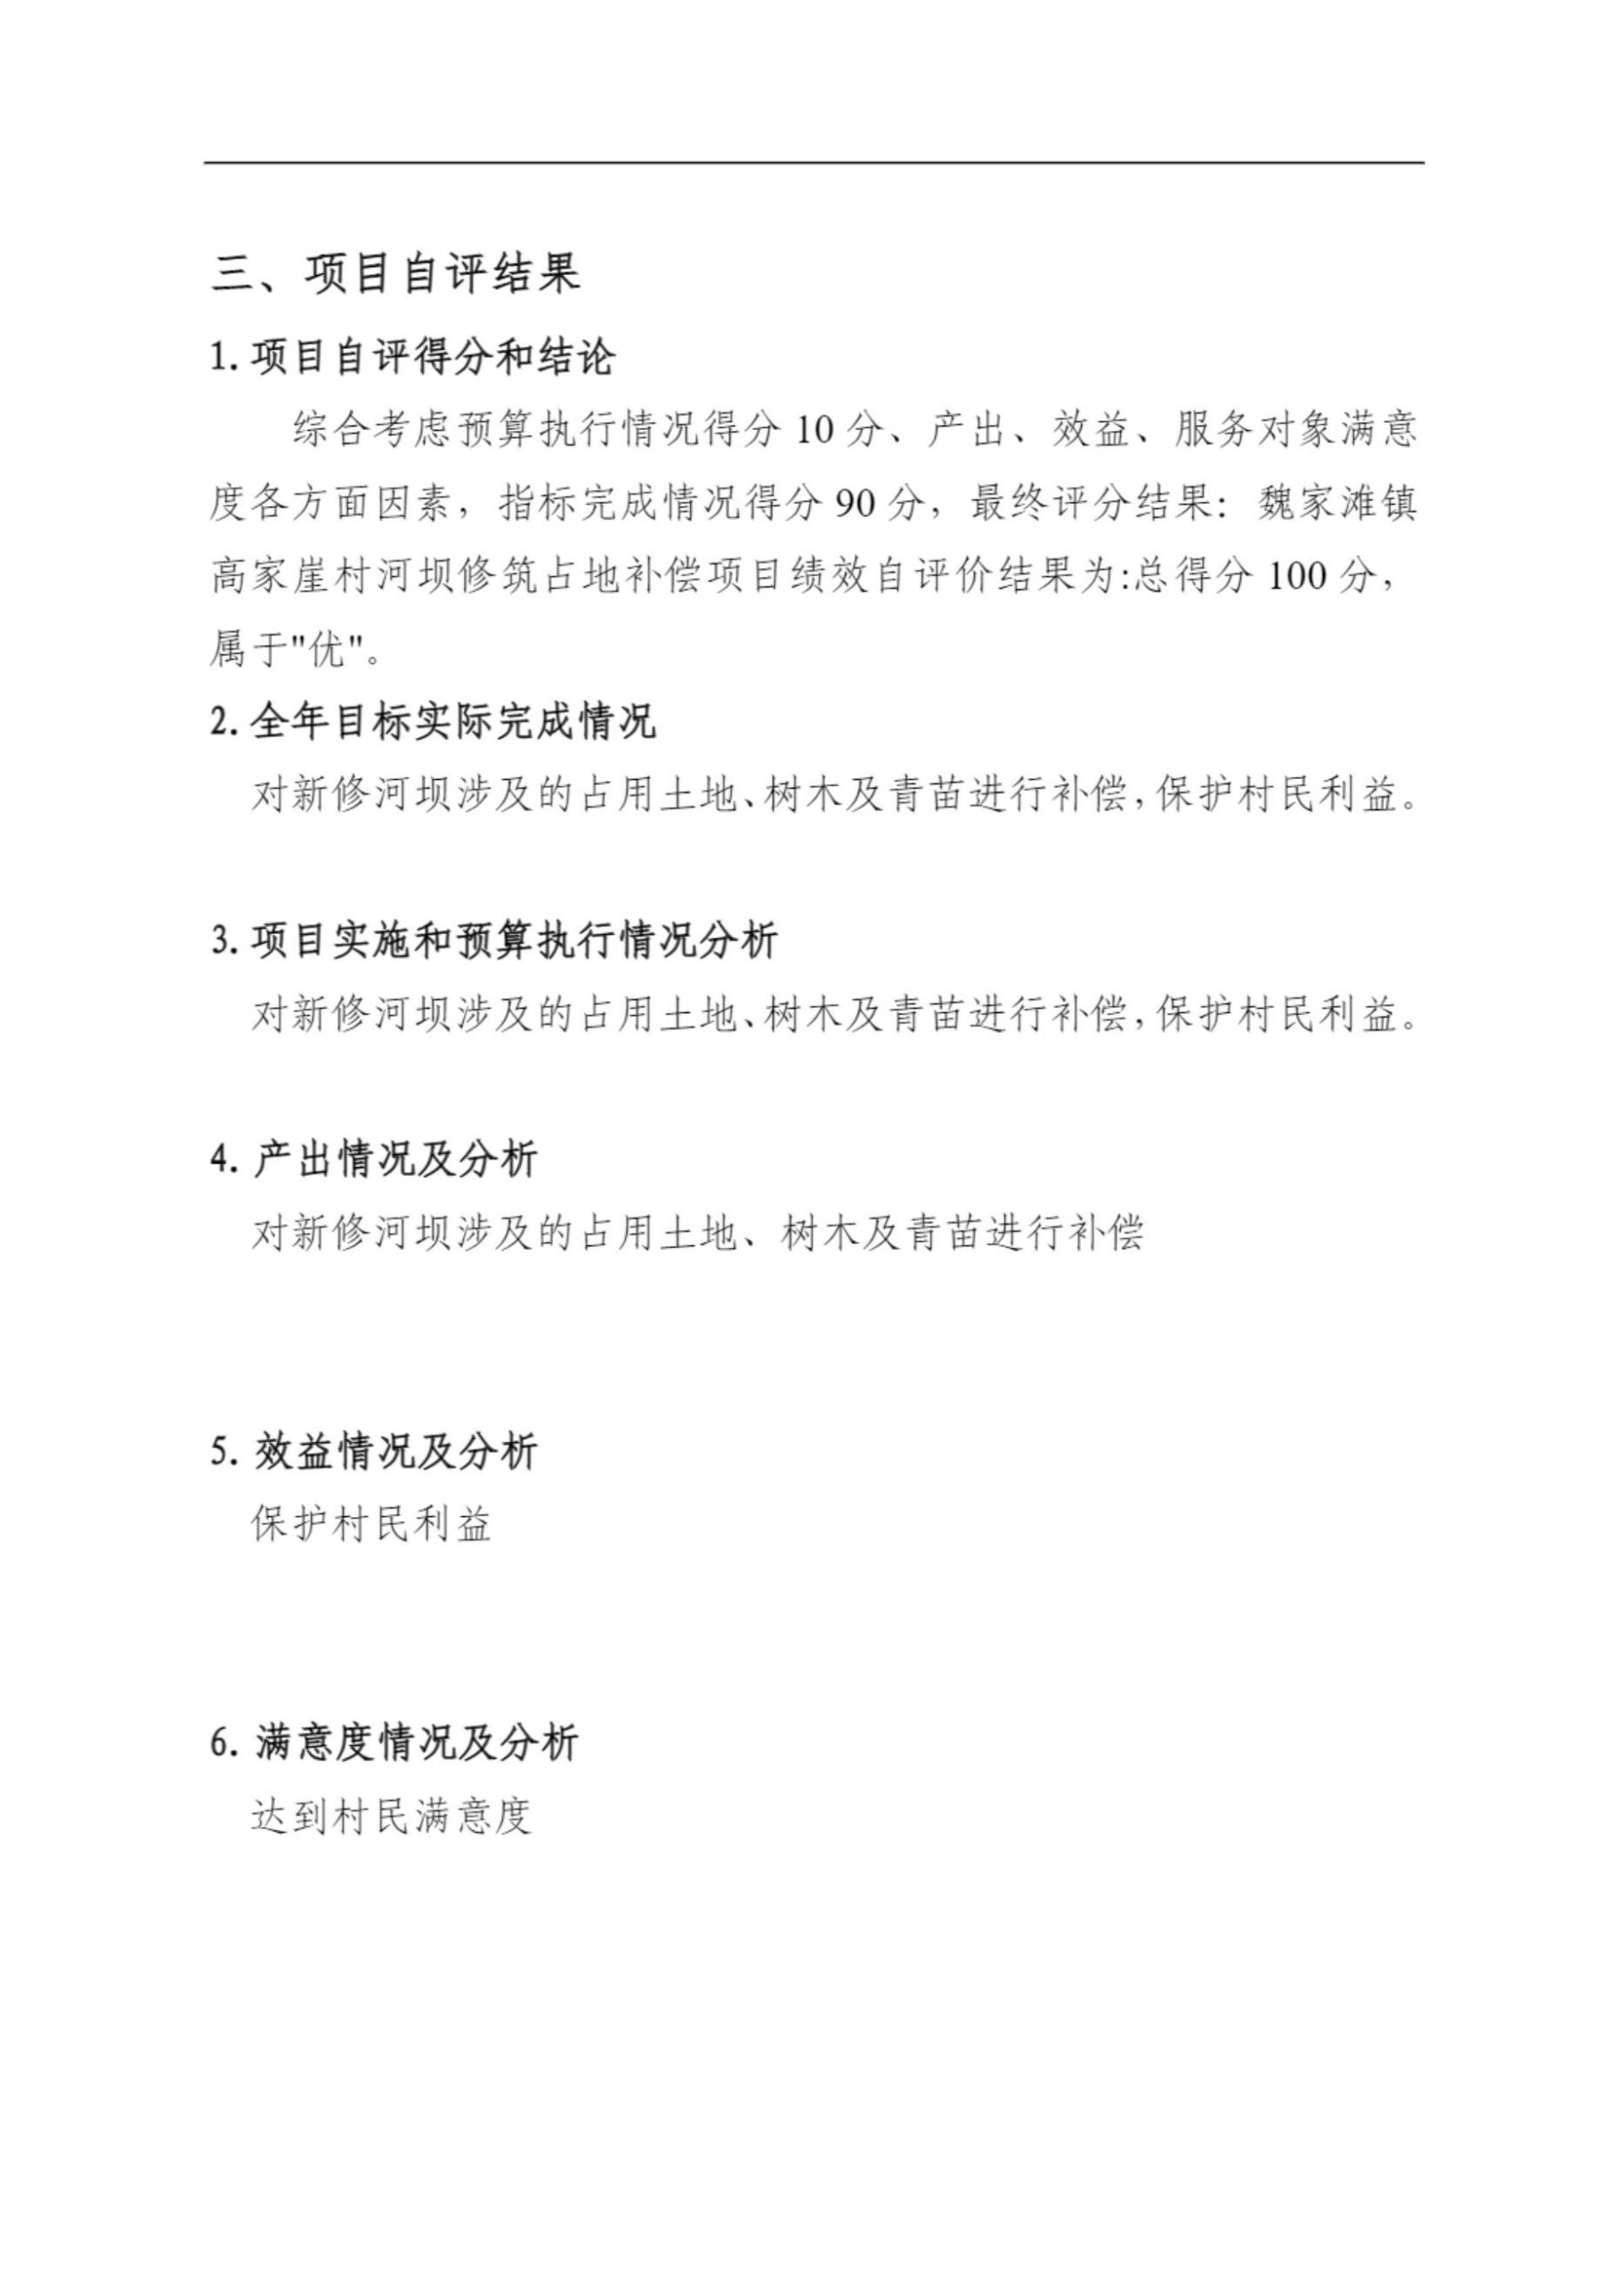 三、项目自评结果
1.项目自评得分和结论
综合考虑预算执行情况得分 10 分、产出、效益、服务对象满意
度各方面因素，指标完成情况得分 90 分，最终评分结果：魏家滩镇
高家崖村河坝修筑占地补偿项目绩效自评价结果为:总得分 100 分，
属于"优"。
2.全年目标实际完成情况
对新修河坝涉及的占用土地、树木及青苗进行补偿，保护村民利益。
3.项目实施和预算执行情况分析
对新修河坝涉及的占用土地、树木及青苗进行补偿，保护村民利益。
4. 产出情况及分析
对新修河坝涉及的占用土地、树木及青苗进行补偿
5. 效益情况及分析
保护村民利益
6. 满意度情况及分析
达到村民满意度